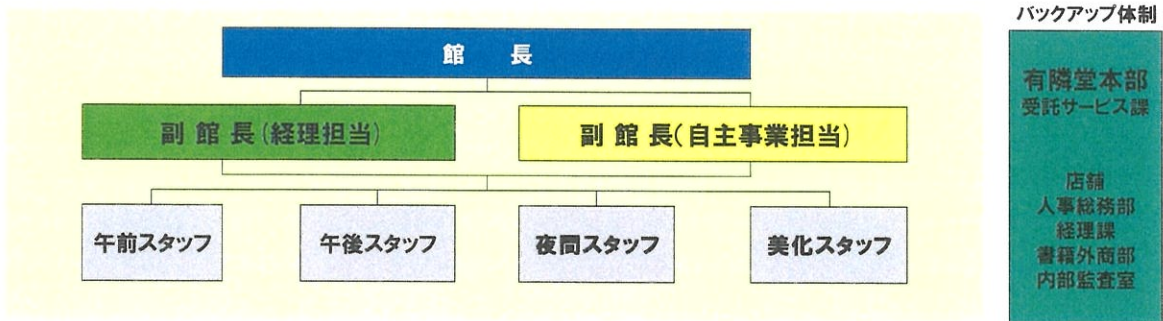 館 長
副 館 長(経理担当)
副 館 長(自主事業担当)
午前スタッフ
午後スタッフ
夜間スタッフ
美化スタッフ
バックアップ体制
有隣堂本部
受託サービス課
店舗
人事総務部
経理課
書籍外商部
内部監査室